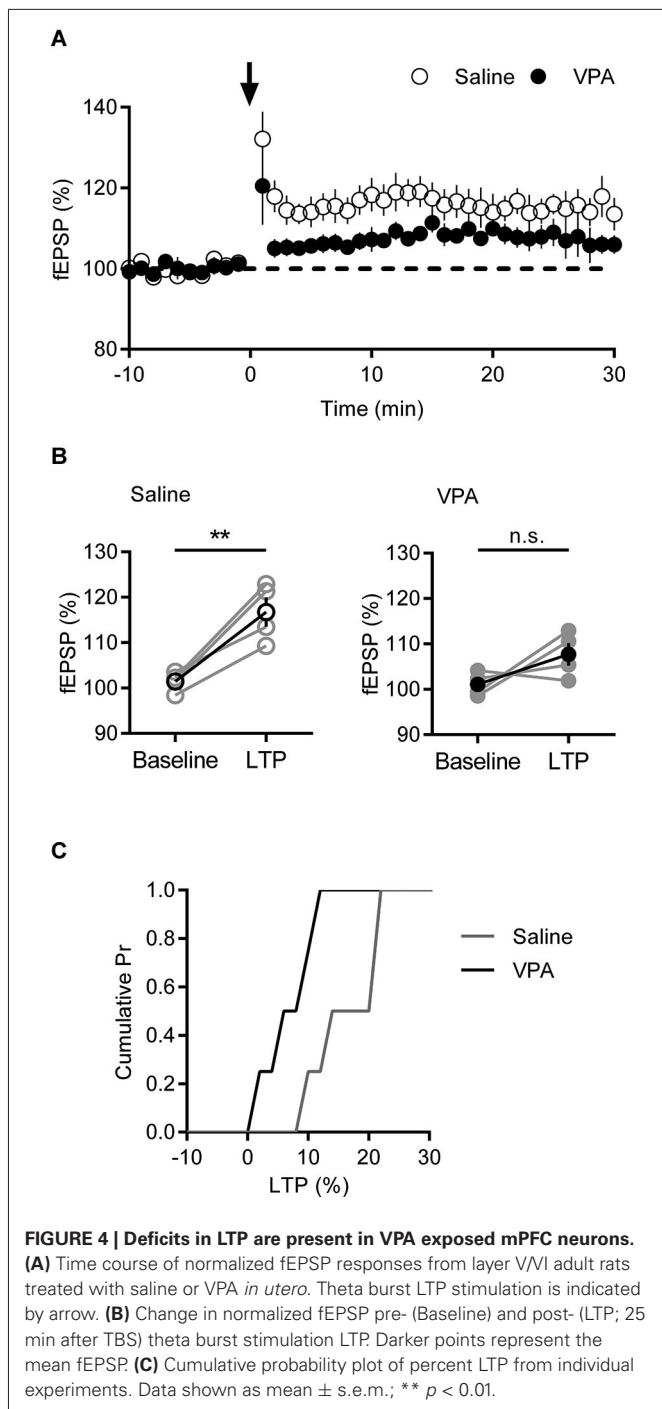 A
Saline VPA
140
120
100
80
fEPSP (%)
-10 0 10 20 30
Time (min)
B
Saline
**
130
120
110
100
90
fEPSP (%)
Baseline LTP
VPA
n.s.
130
120
110
100
90
fEPSP (%)
Baseline LTP
C
1.0
0.8
0.6
0.4
0.2
0.0
Cumulative Pr
-10 0 10 20 30
LTP (%)
Saline
VPA
FIGURE 4 | Deficits in LTP are present in VPA exposed mPFC neurons.
(A) Time course of normalized fEPSP responses from layer V/VI adult rats
treated with saline or VPA in utero. Theta burst LTP stimulation is indicated
by arrow. (B) Change in normalized fEPSP pre- (Baseline) and post- (LTP; 25
min after TBS) theta burst stimulation LTP. Darker points represent the
mean fEPSP. (C) Cumulative probability plot of percent LTP from individual
experiments. Data shown as mean ± s.e.m.; ** p < 0.01.